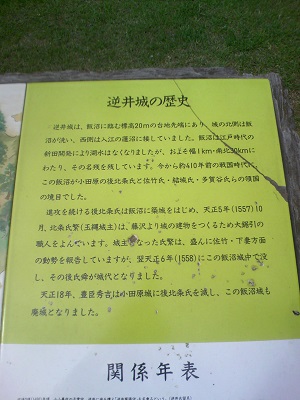 逆井城の歴史
逆井城は、飯沼に臨む標高20mの台地先端にあり、城の北側は飯
沼が洗い、西側は入江の蓮沼に接していました。飯沼は江戸時代の
新田開発により湖水はなくなりましたが、およそ幅1km・南北30kmに
わたり、その名残を残しています。今から約410年前の戦国時代に、
この飯沼が小田原の後北条氏と佐竹氏・結城氏・多賀谷氏らの領国
の境目でした。
進攻を続ける後北条氏は飯沼に築城をはじめ、天正5年(1557)10
月、北条氏繁(玉縄城主)は、藤沢より城の建物をつくるため大鋸引の
職人をよんでいます。城主となった氏繁は、盛んに佐竹・下妻方面
の動勢を報告していますが、翌天正6年(1558)にこの飯沼城中で没
し、その後氏舜が城代となりました。
天正18年、豊臣秀吉は小田原城に後北条氏を滅し、この飯沼城も
廃城となりました。
関係年表